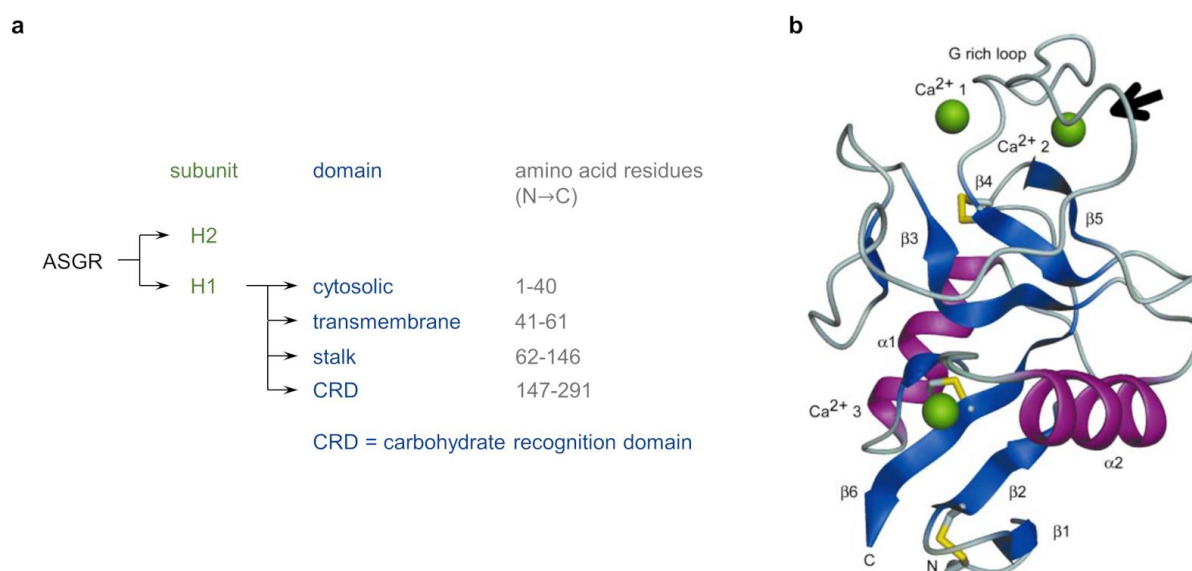 a
subunit domain amino acid residues
(N→C)
H2
ASGR
H1 cytosolic 1-40
transmembrane 41-61
stalk 62-146
CRD 147-291
CRD = carbohydrate recognition domain
b
G rich loop
Ca²⁺ 1
Ca²⁺ 2
β4
β5
β3
α1
Ca²⁺ 3
α2
β6
β2
β1
C
N